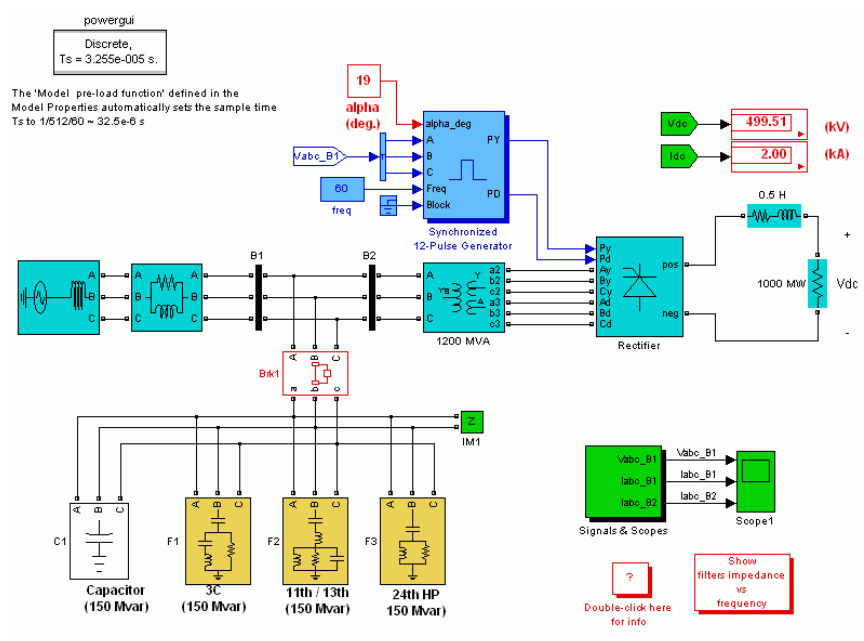 powergui
Discrete,
Ts = 3.255e-005 s.
The 'Model pre-load function' defined in the
Model Properties automatically sets the sample time
Ts to 1/512/60 ~ 32.5e-6 s
19
alpha
(deg.)
Vabc_B1
60
freq
alpha_deg
A
B
C
Freq
Block
PY
PD
Synchronized
12-Pulse Generator
Vdc
499.51
(kV)
Idc
2.00
(kA)
0.5 H
+
1000 MW
Vdc
-
A
B
C
A
B
C
A
B
C
B1
B2
A
B
C
Y
Yg
Δ
a2
b2
c2
a3
b3
c3
1200 MVA
Py
Pd
Ay
By
Cy
Ad
Bd
Cd
pos
neg
Rectifier
A
B
C
Brk1
a
b
c
Z
IM1
A
B
C
C1
Capacitor
(150 Mvar)
A
B
C
F1
3C
(150 Mvar)
A
B
C
F2
11th / 13th
(150 Mvar)
A
B
C
F3
24th HP
150 Mvar)
Vabc_B1
Iabc_B1
Iabc_B2
Signals & Scopes
Vabc_B1
Iabc_B1
Iabc_B2
Scope1
?
Double-click here
for info
Show
filters impedance
vs
frequency